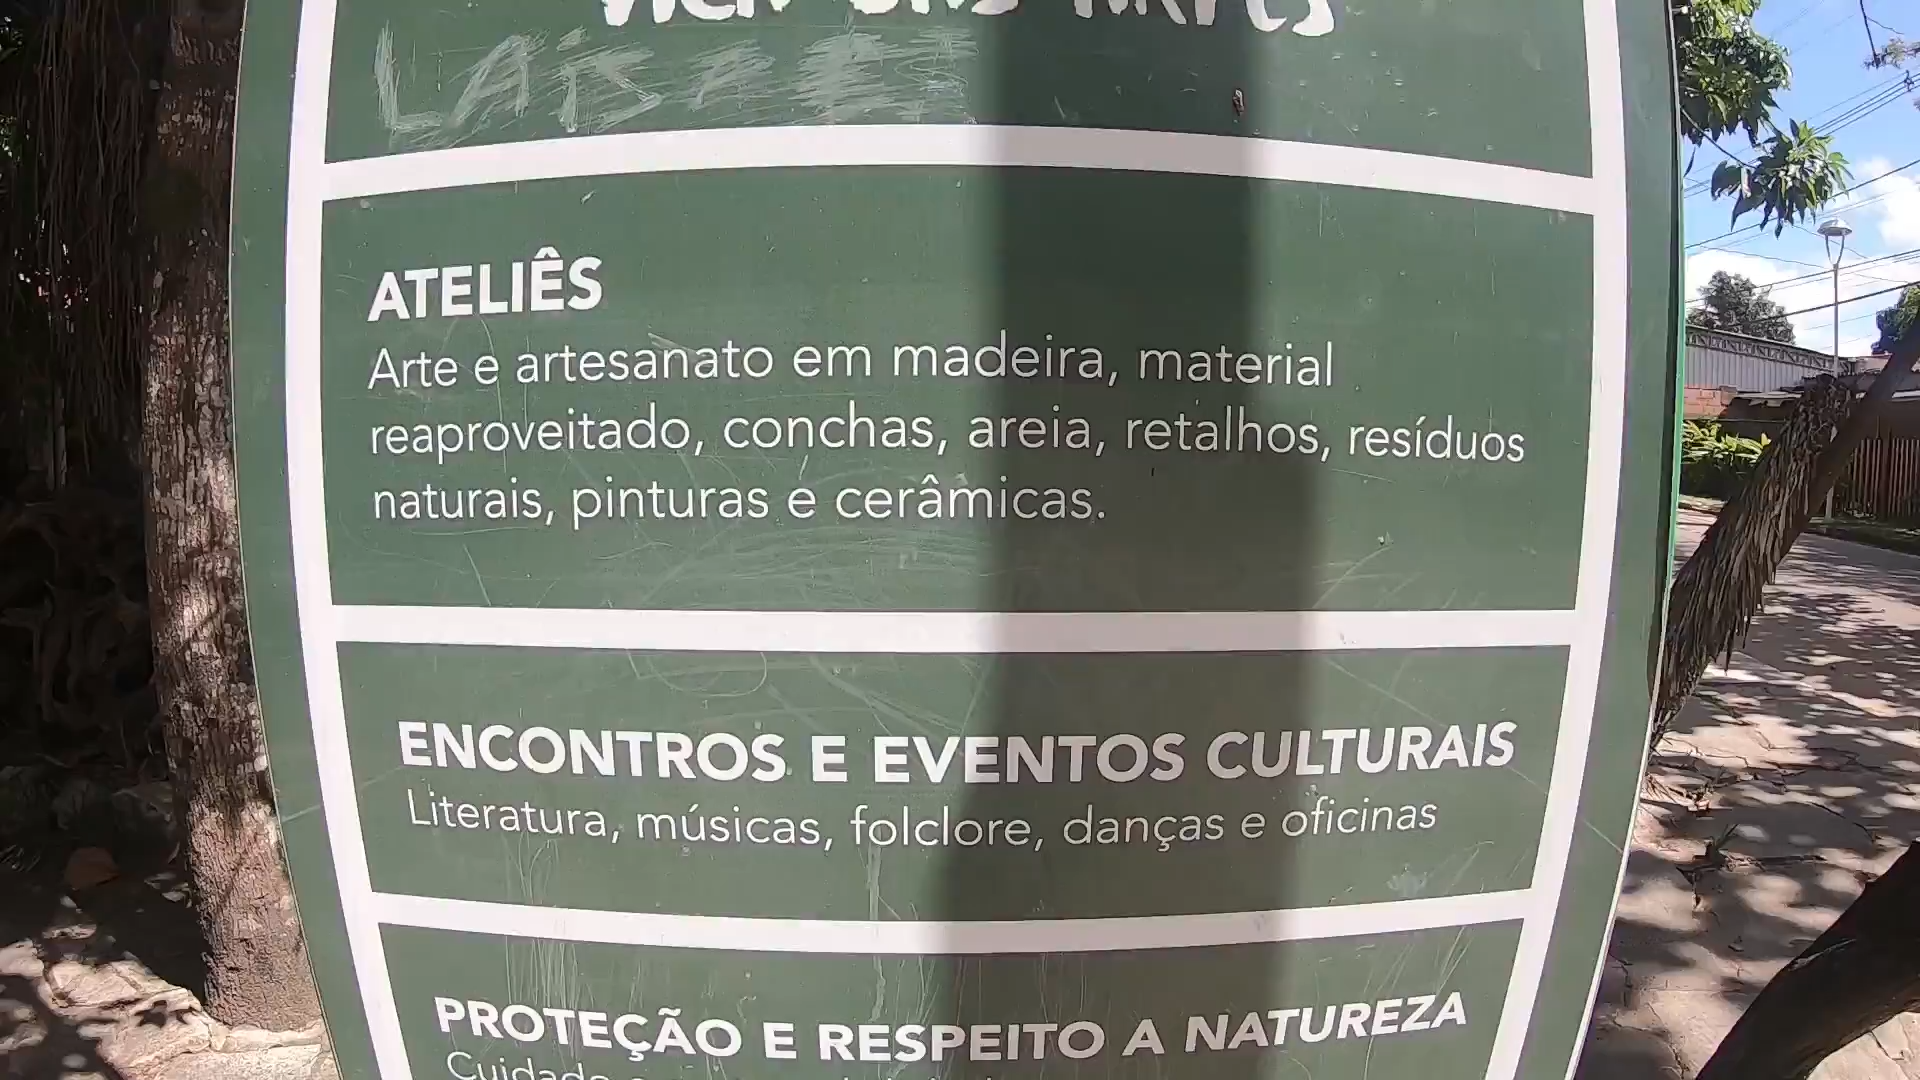 ATELIÊS
Arte e artesanato em madeira, material
reaproveitado, conchas, areia, retalhos, resíduos
naturais, pinturas e cerâmicas.
ENCONTROS E EVENTOS CULTURAIS
Literatura, músicas, folclore, danças e oficinas
PROTEÇÃO E RESPEITO A NATUREZA